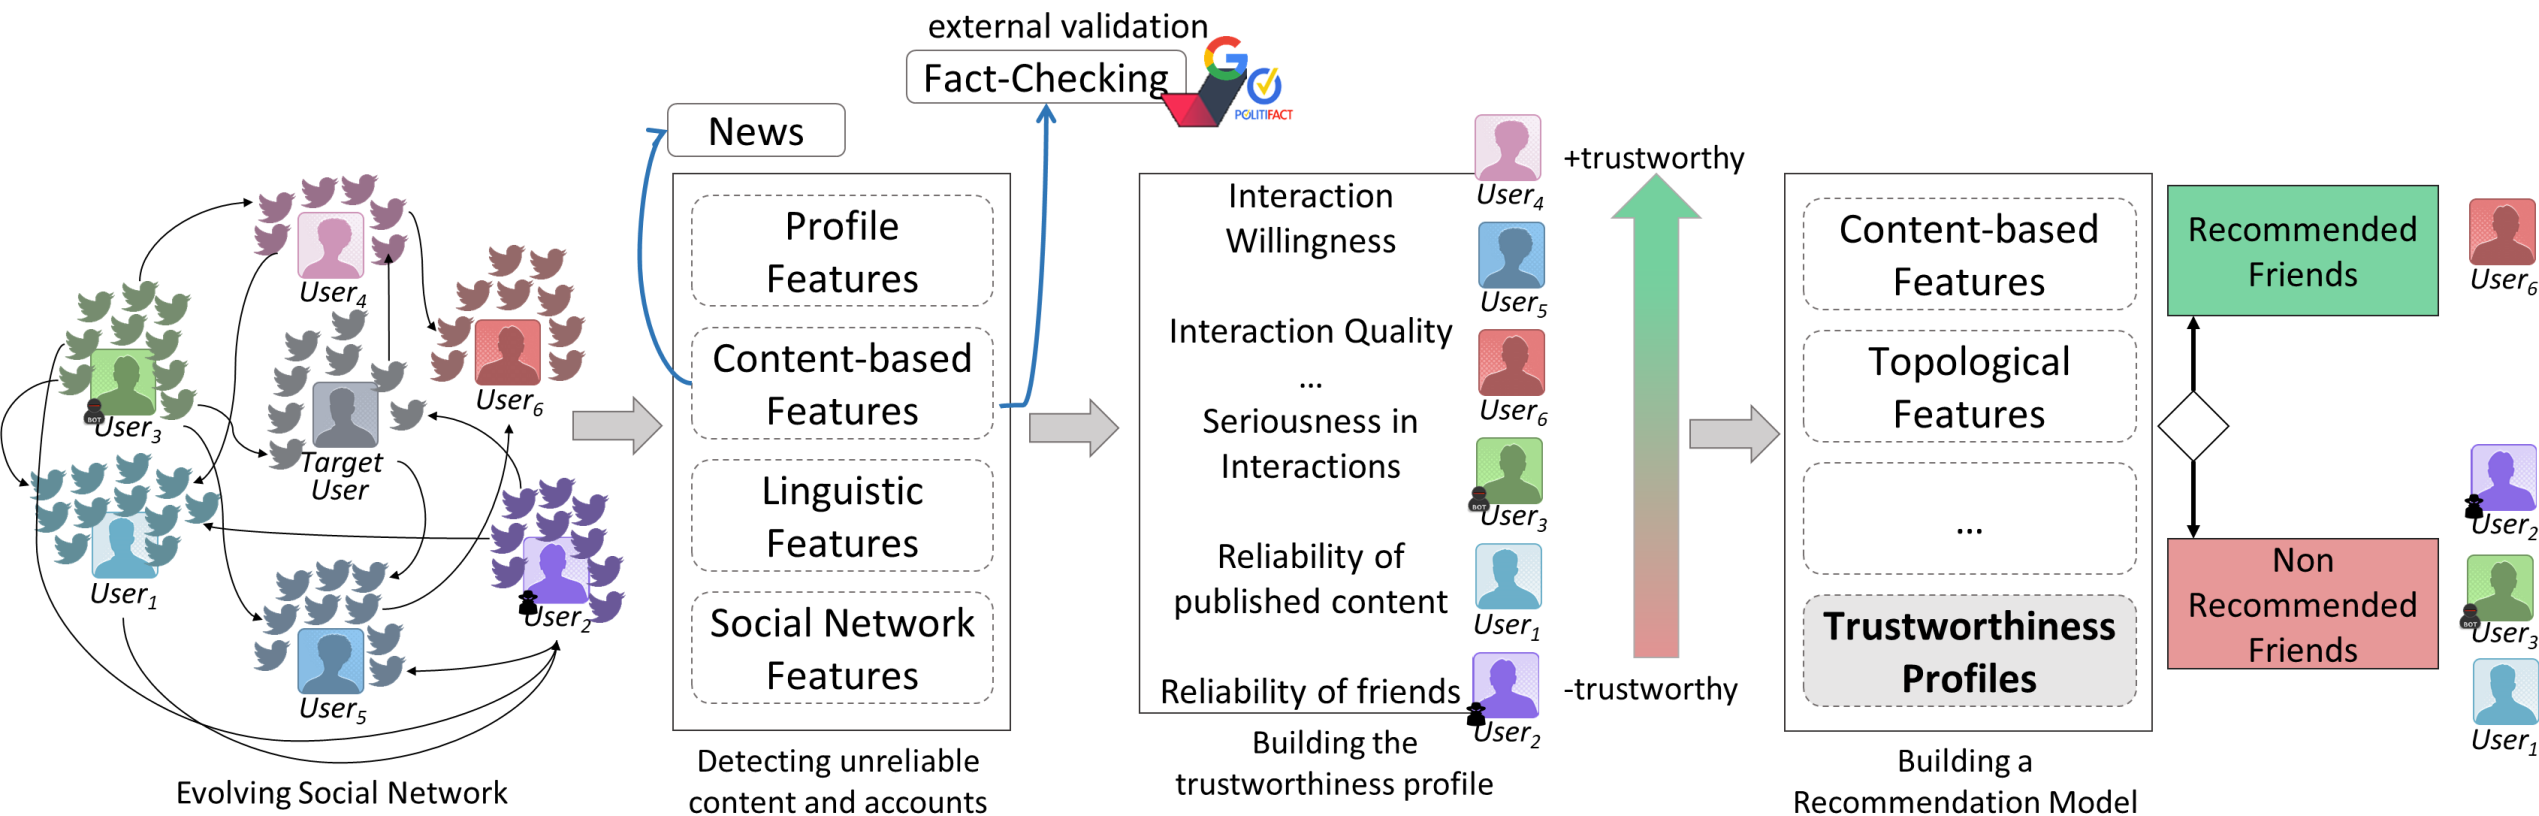 external validation
Fact-Checking
POLITIFACT
News
User4
User6
User3
BOT
Target
User
User1
User2
User5
Evolving Social Network
Profile
Features
Content-based
Features
Linguistic
Features
Social Network
Features
Detecting unreliable
content and accounts
Interaction
Willingness
Interaction Quality
...
Seriousness in
Interactions
Reliability of
published content
Reliability of friends
Building the
trustworthiness profile
User4
User5
User6
BOT
User3
User1
User2
+trustworthy
-trustworthy
Content-based
Features
Topological
Features
...
Trustworthiness
Profiles
Building a
Recommendation Model
Recommended
Friends
User6
Non
Recommended
Friends
User2
BOT
User3
User1